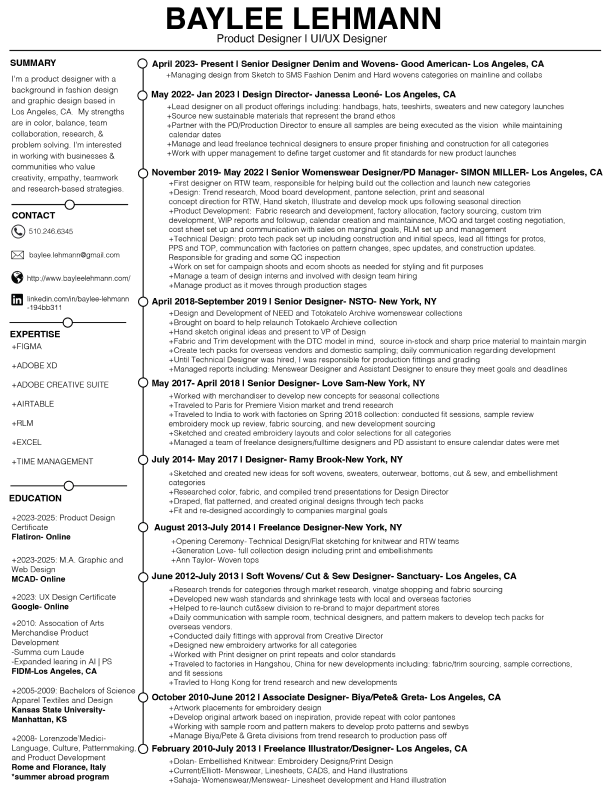 BAYLEE LEHMANN
Product Designer | UI/UX Designer
SUMMARY
I'm a product designer with a
background in fashion design
and graphic design based in
Los Angeles, CA. My strengths
are in color, balance, team
collaboration, research, &
problem solving. I'm interested
in working with businesses &
communities who value
creativity, empathy, teamwork
and research-based strategies.
CONTACT
510.246.6345
baylee.lehmann@gmail.com
http://www.bayleelehmann.com/
linkedin.com/in/baylee-lehmann
-194bb311
EXPERTISE
+FIGMA
+ADOBE XD
+ADOBE CREATIVE SUITE
+AIRTABLE
+RLM
+EXCEL
+TIME MANAGEMENT
EDUCATION
+2023-2025: Product Design
Certificate
Flatiron- Online
+2023-2025: M.A. Graphic and
Web Design
MCAD- Online
+2023: UX Design Certificate
Google- Online
+2010: Assocation of Arts
Merchandise Product
Development
-Summa cum Laude
-Expanded learing in AI | PS
FIDM-Los Angeles, CA
+2005-2009: Bachelors of Science
Apparel Textiles and Design
Kansas State University-
Manhattan, KS
+2008- Lorenzode'Medici-
Language, Culture, Patternmaking,
and Product Development
Rome and Florance, Italy
*summer abroad program
April 2023- Present | Senior Designer Denim and Wovens- Good American- Los Angeles, CA
+Managing design from Sketch to SMS Fashion Denim and Hard wovens categories on mainline and collabs
May 2022- Jan 2023 | Design Director- Janessa Leoné- Los Angeles, CA
+Lead designer on all product offerings including: handbags, hats, teeshirts, sweaters and new category launches
+Source new sustainable materials that represent the brand ethos
+Partner with the PD/Production Director to ensure all samples are being executed as the vision while maintaining
calendar dates
+Manage and lead freelance technical designers to ensure proper finishing and construction for all categories
+Work with upper management to define target customer and fit standards for new product launches
November 2019- May 2022 | Senior Womenswear Designer/PD Manager- SIMON MILLER- Los Angeles, CA
+First designer on RTW team, responsible for helping build out the collection and launch new categories
+Design: Trend research, Mood board development, pantone selection, print and seasonal
concept direction for RTW, Hand sketch, Illustrate and develop mock ups following seasonal direction
+Product Development: Fabric research and development, factory allocation, factory sourcing, custom trim
development, WIP reports and followup, calendar creation and maintenance, MOQ and target costing negotiation,
cost sheet set up and communication with sales on marginal goals, RLM set up and management
+Technical Design: proto tech pack set up including construction and initial specs, lead all fittings for protos,
PPS and TOP, communcation with factories on pattern changes, spec updates, and construction updates.
Responsible for grading and some QC inspection
+Work on set for campaign shoots and ecom shoots as needed for styling and fit purposes
+Manage a team of design interns and involved with design team hiring
+Manage product as it moves through production stages
April 2018-September 2019 | Senior Designer- NSTO- New York, NY
+Design and Development of NEED and Totokatelo Archive womenswear collections
+Brought on board to help relaunch Totokaelo Archieve collection
+Hand sketch original ideas and present to VP of Design
+Fabric and Trim development with the DTC model in mind, source in-stock and sharp price material to maintain margin
+Create tech packs for overseas vendors and domestic sampling; daily communication regarding development
+Until Technical Designer was hired, I was responsible for production fittings and grading
+Managed reports including: Menswear Designer and Assistant Designer to ensure they meet goals and deadlines
May 2017- April 2018 | Senior Designer- Love Sam-New York, NY
+Worked with merchandiser to develop new concepts for seasonal collections
+Traveled to Paris for Premiere Vision market and trend research
+Traveled to India to work with factories on Spring 2018 collection: conducted fit sessions, sample review
embroidery mock up review, fabric sourcing, and new development sourcing
+Sketched and created embroidery layouts and color selections for all categories
+Managed a team of freelance designers/fulltime designers and PD assistant to ensure calendar dates were met
July 2014- May 2017 | Designer- Ramy Brook-New York, NY
+Sketched and created new ideas for soft wovens, sweaters, outerwear, bottoms, cut & sew, and embellishment
categories
+Researched color, fabric, and compiled trend presentations for Design Director
+Draped, flat patterned, and created original designs through tech packs
+Fit and re-designed accordingly to companies marginal goals
August 2013-July 2014 | Freelance Designer-New York, NY
+Opening Ceremony- Technical Design/Flat sketching for knitwear and RTW teams
+Generation Love- full collection design including print and embellishments
+Ann Taylor- Woven tops
June 2012-July 2013 | Soft Wovens/ Cut & Sew Designer- Sanctuary- Los Angeles, CA
+Research trends for categories through market research, vinatge shopping and fabric sourcing
+Developed new wash standards and shrinkage tests with local and overseas factories
+Helped to re-launch cut&sew division to re-brand to major department stores
+Daily communication with sample room, technical designers, and pattern makers to develop tech packs for
overseas vendors.
+Conducted daily fittings with approval from Creative Director
+Designed new embroidery artworks for all categories
+Worked with Print designer on print repeats and color standards
+Traveled to factories in Hangshou, China for new developments including: fabric/trim sourcing, sample corrections,
and fit sessions
+Travled to Hong Kong for trend research and new developments
October 2010-June 2012 | Associate Designer- Biya/Pete& Greta- Los Angeles, CA
+Artwork placements for embroidery design
+Develop original artwork based on inspiration, provide repeat with color pantones
+Working with sample room and pattern makers to develop proto patterns and sewbys
+Manage Biya/Pete & Greta divisions from trend research to production pass off
February 2010-July 2013 | Freelance Illustrator/Designer- Los Angeles, CA
+Dolan- Embellished Knitwear: Embroidery Designs/Print Design
+Current/Elliott- Menswear, Linesheets, CADS, and Hand illustrations
+Sahaja- Womenswear/Menswear- Linesheet development and Hand illustration